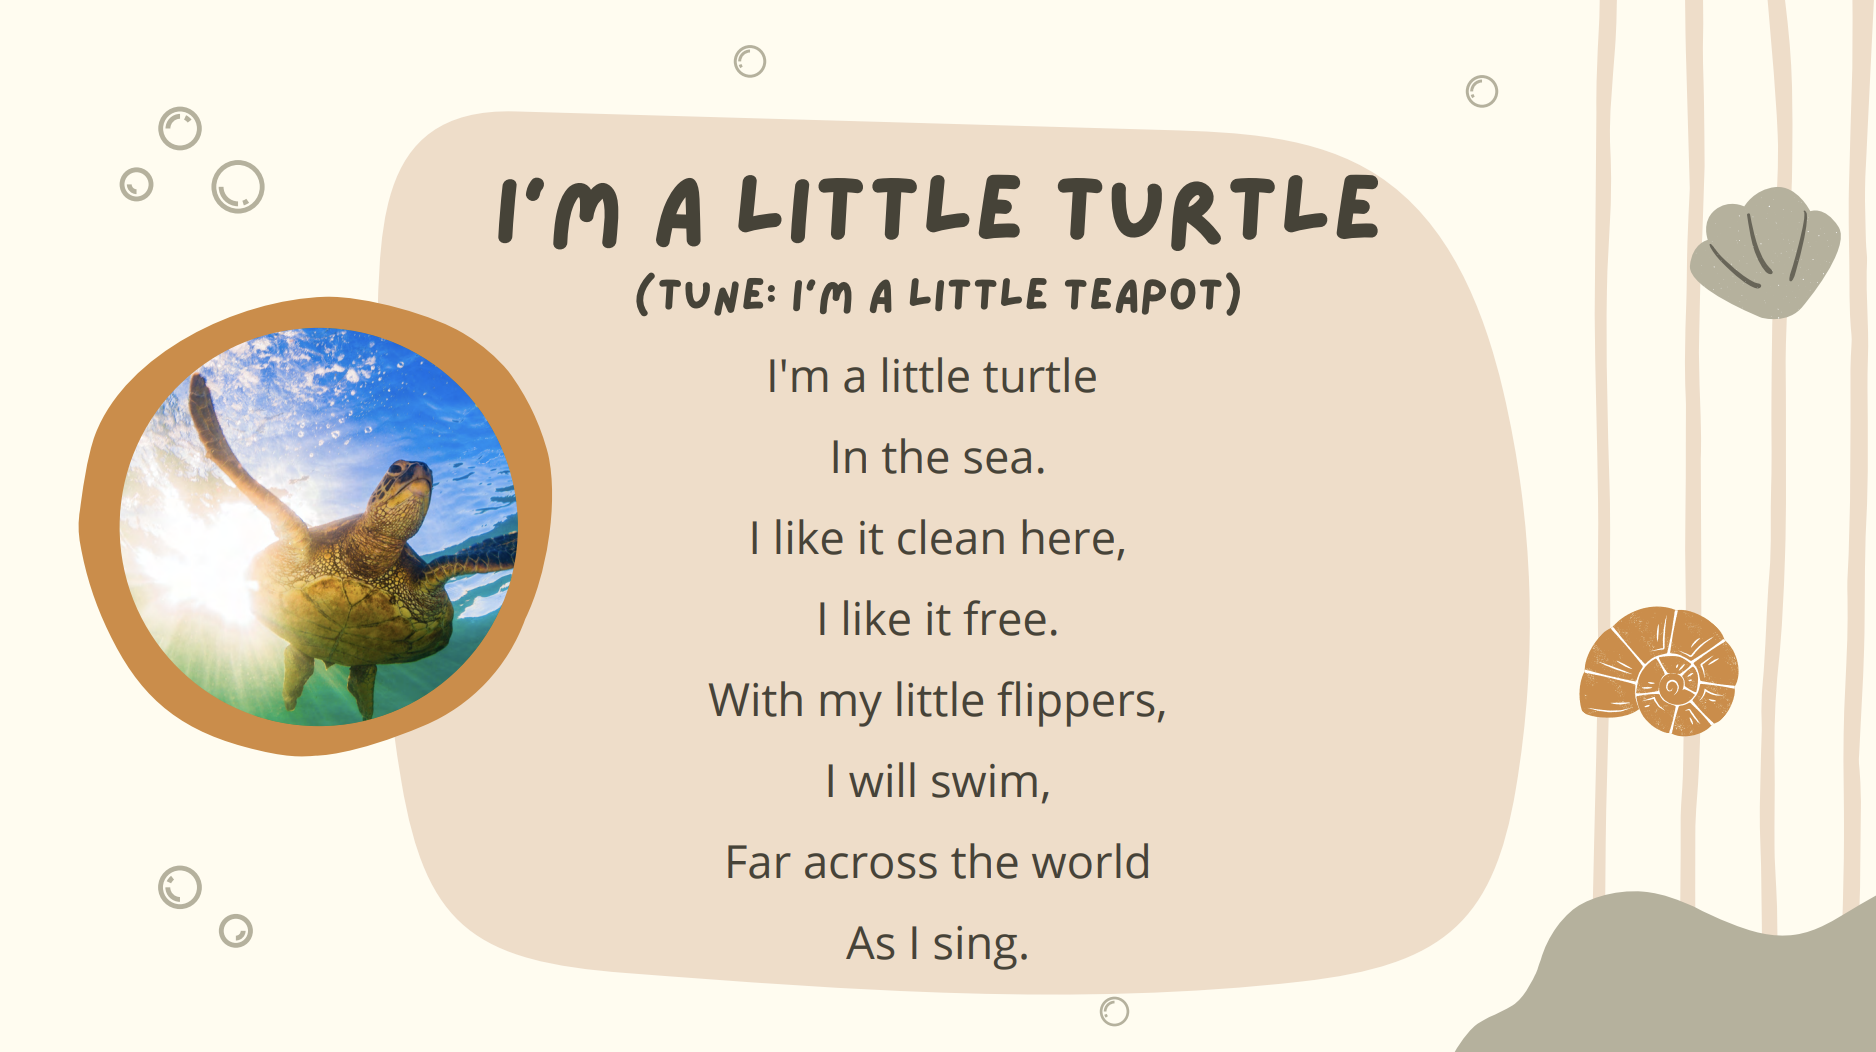 I'M A LITTLE TURTLE
(TUNE: I'M A LITTLE TEAPOT)
I'm a little turtle
In the sea.
I like it clean here,
I like it free.
With my little flippers,
I will swim,
Far across the world
As I sing.